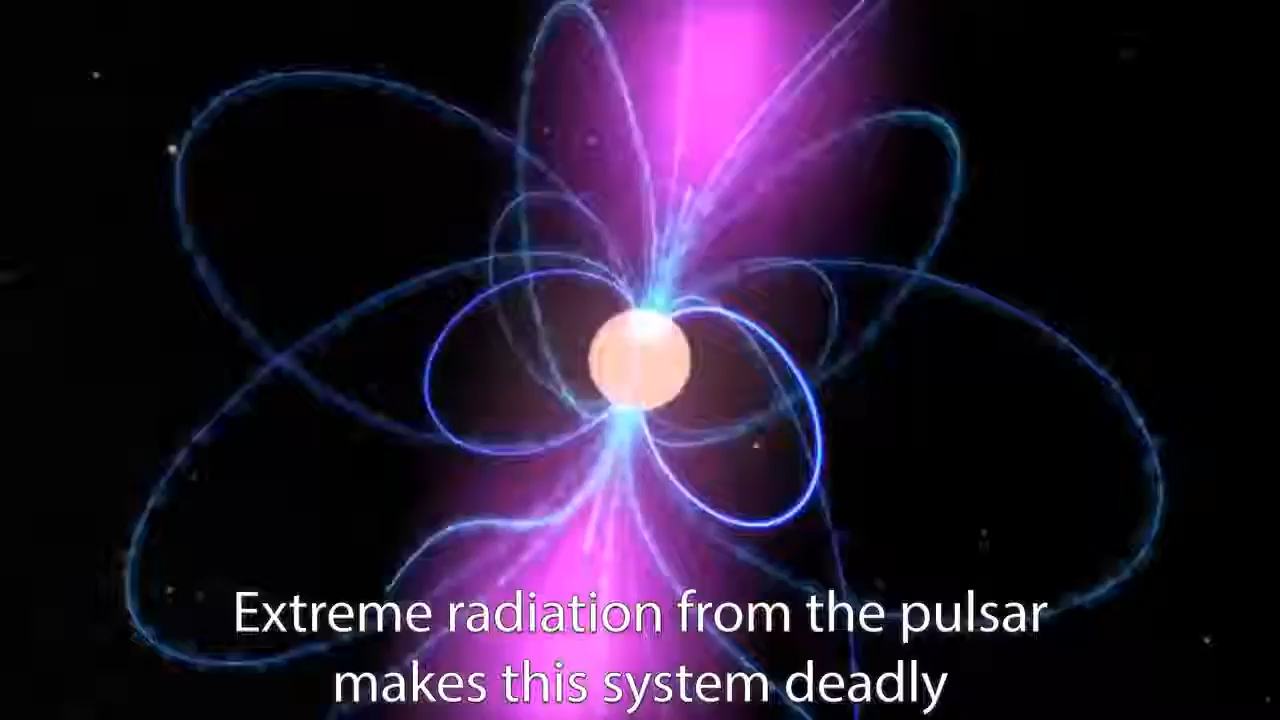 Extreme radiation from the pulsar
makes this system deadly